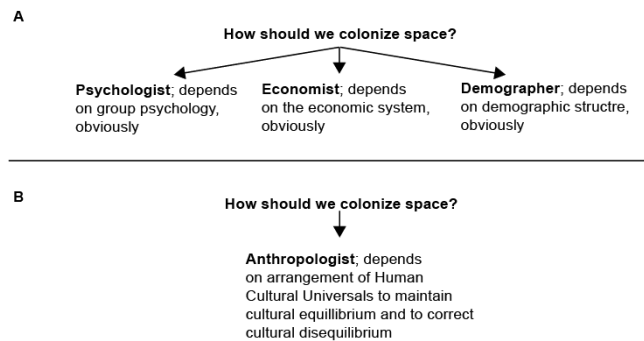 A
How should we colonize space?
Psychologist; depends
on group psychology,
obviously
Economist; depends
on the economic system,
obviously
Demographer; depends
on demographic structre,
obviously
B
How should we colonize space?
Anthropologist; depends
on arrangement of Human
Cultural Universals to maintain
cultural equillibrium and to correct
cultural disequilibrium